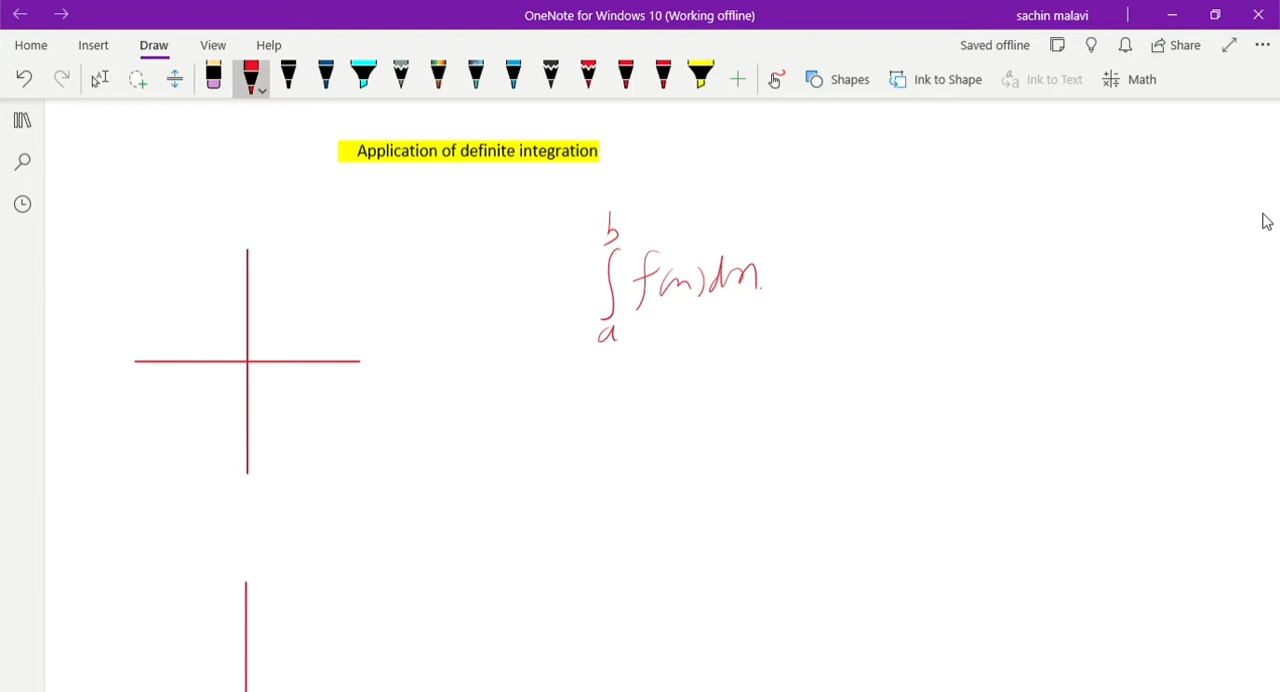 OneNote for Windows 10 (Working offline)
sachin malavi
Home Insert Draw View Help
Saved offline Share
Shapes Ink to Shape Ink to Text Math
Application of definite integration
b
∫ f(x)dx
a